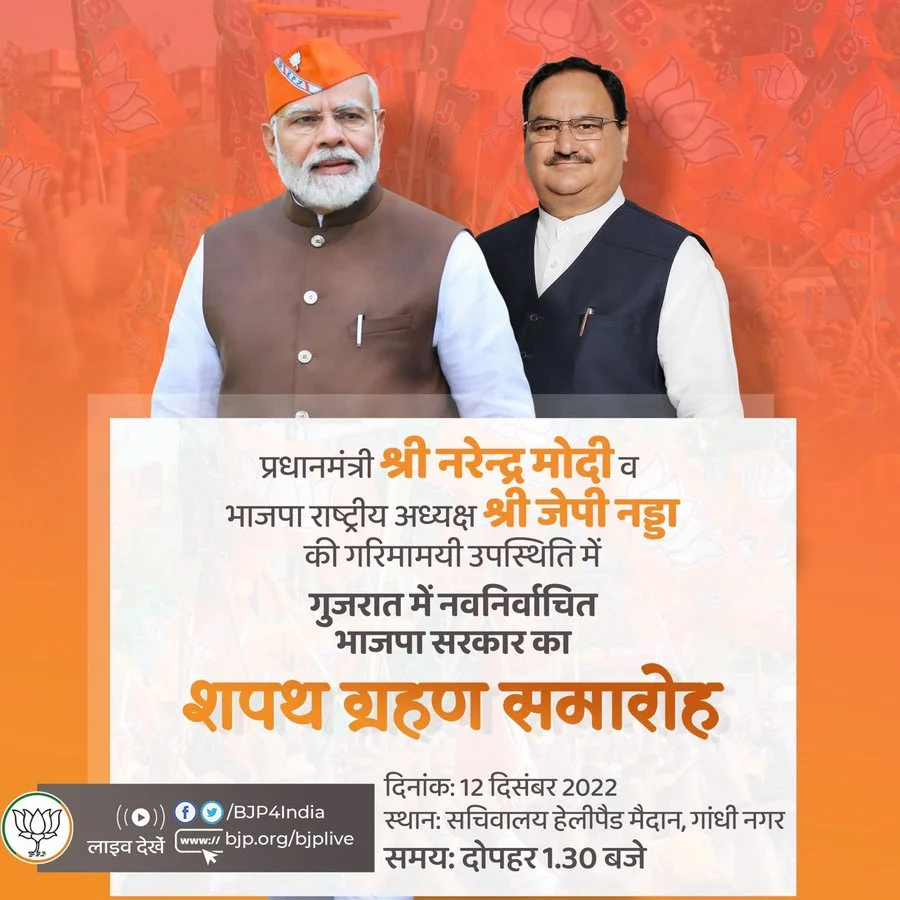 प्रधानमंत्री श्री नरेन्द्र मोदी व
भाजपा राष्ट्रीय अध्यक्ष श्री जेपी नड्डा
की गरिमामयी उपस्थिति में
गुजरात में नवनिर्वाचित
भाजपा सरकार का
शपथ ग्रहण समारोह
दिनांक: 12 दिसंबर 2022
स्थान: सचिवालय हेलीपैड मैदान, गांधी नगर
समय: दोपहर 1.30 बजे
/BJP4India
लाइव देखें www.// bjp.org/bjplive